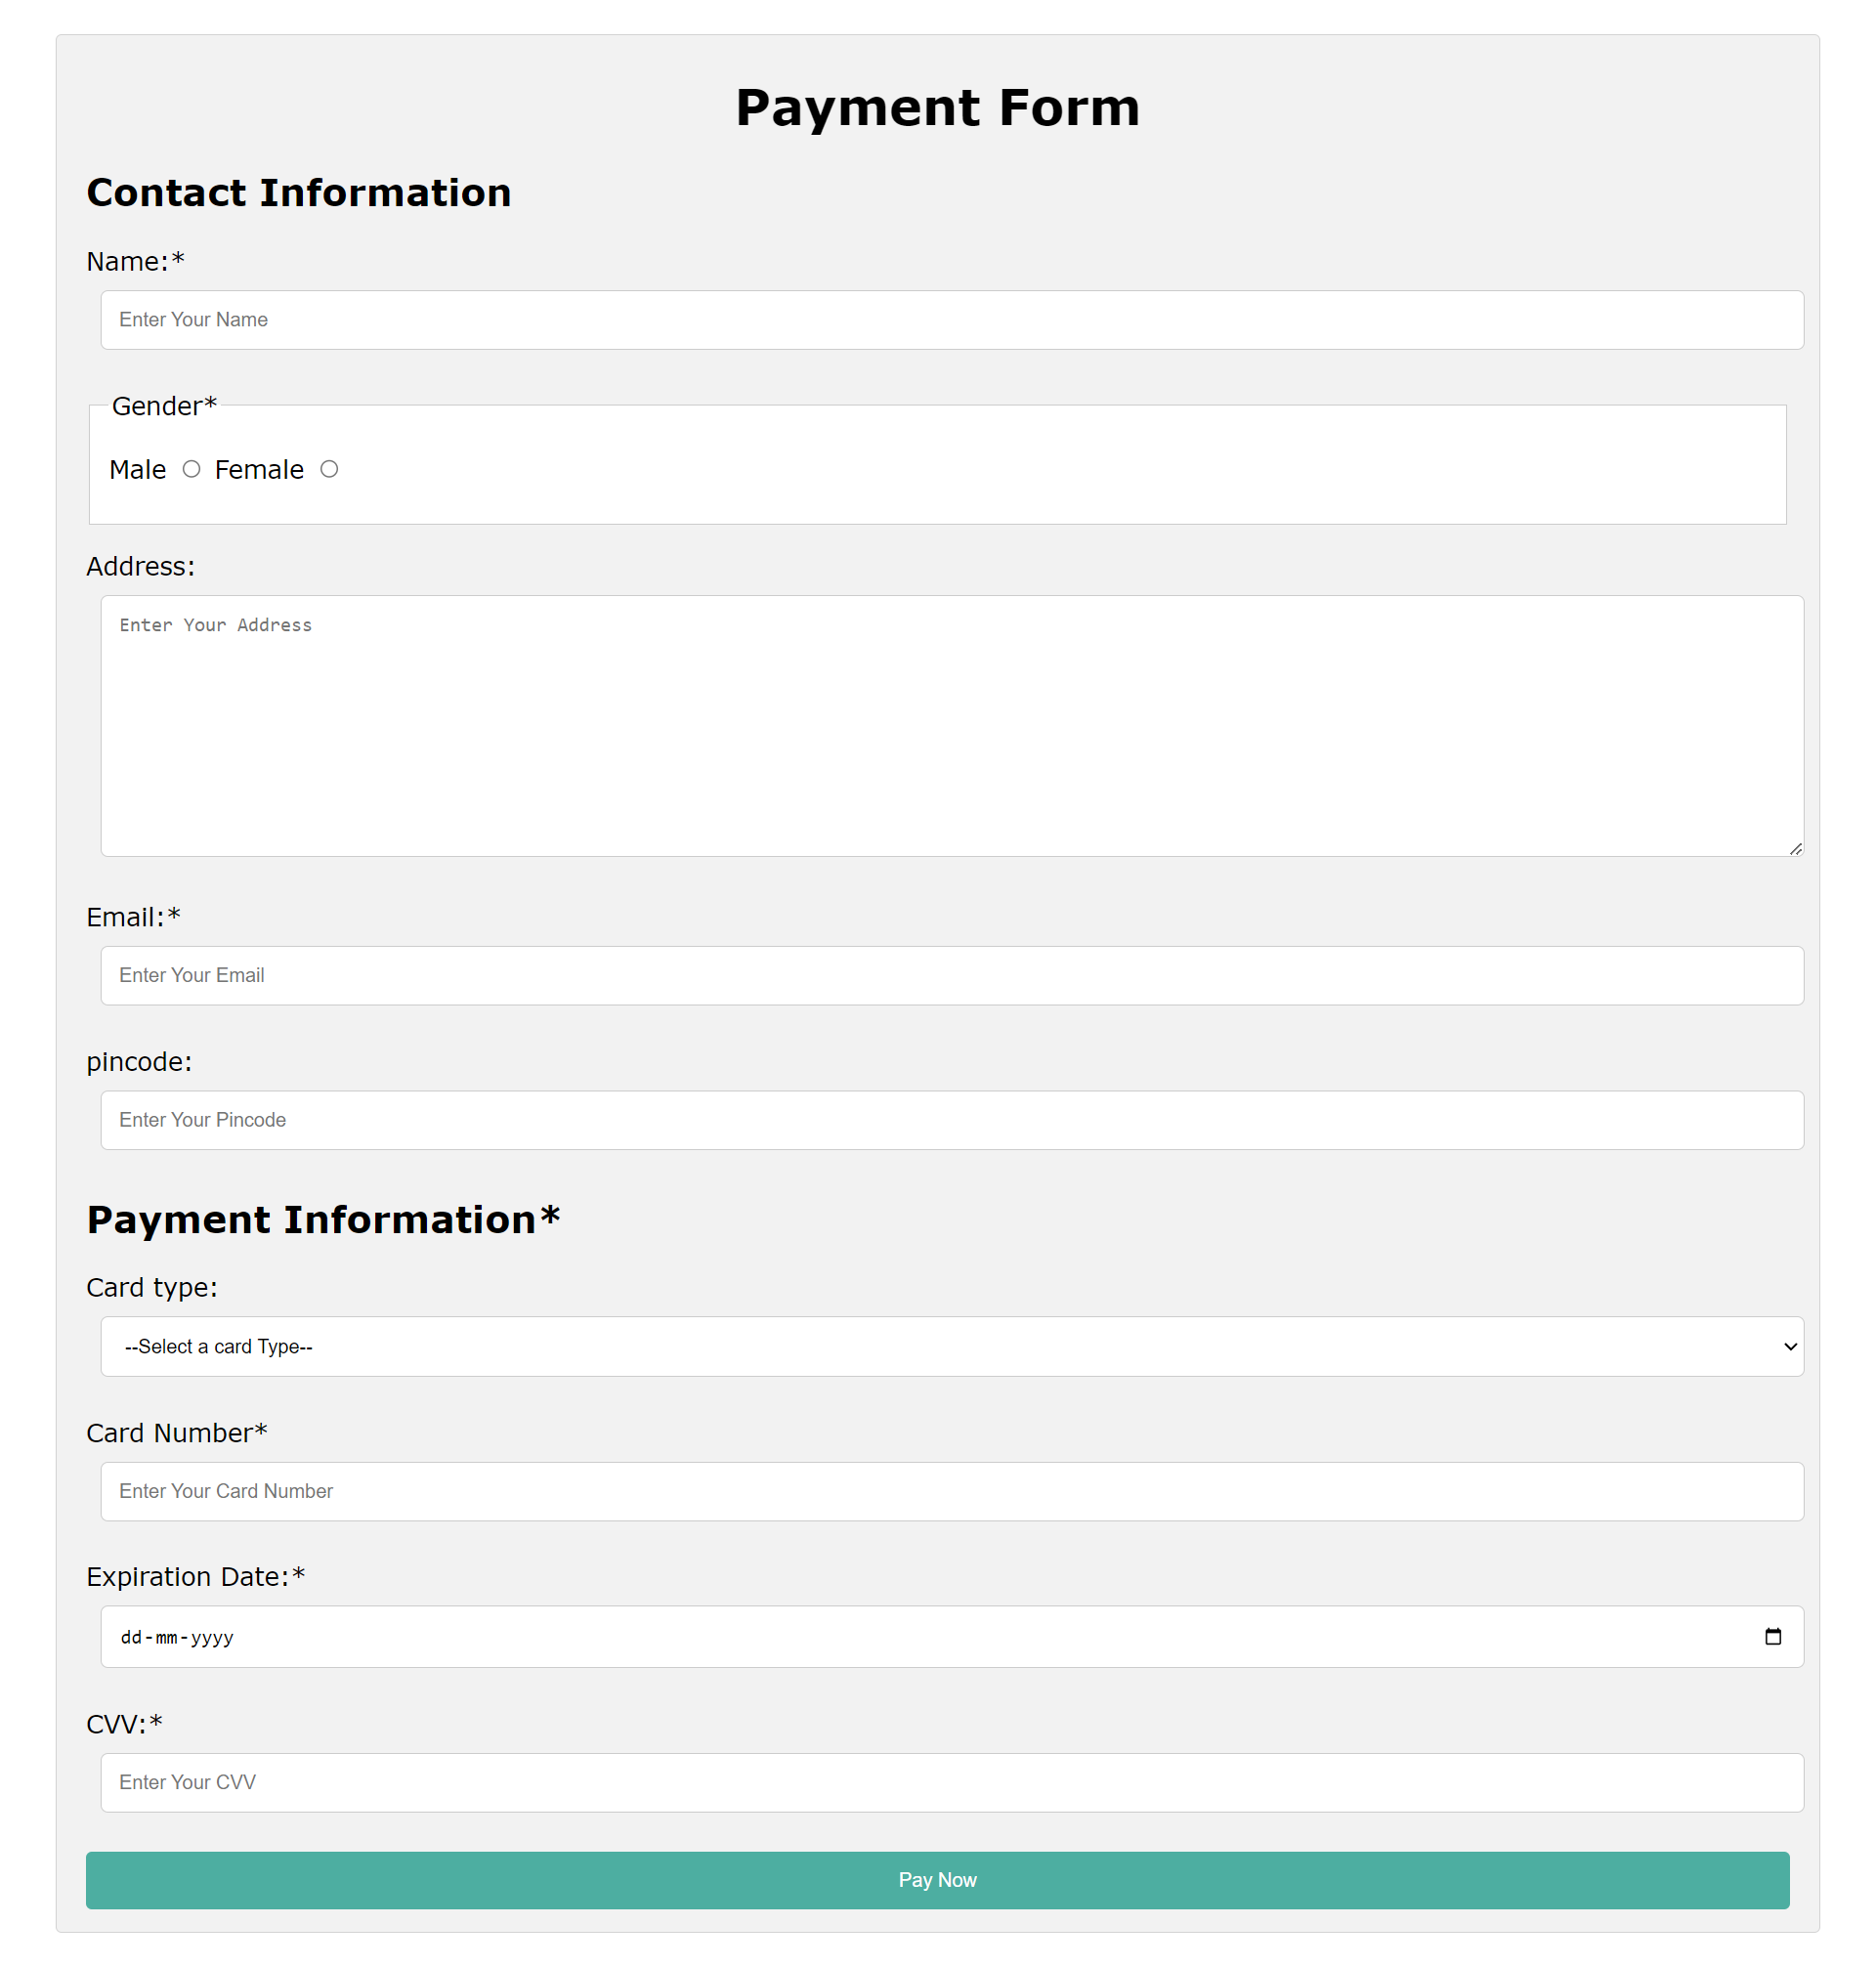 Payment Form
Contact Information
Name:*
Enter Your Name
Gender*
Male Female
Address:
Enter Your Address
Email:*
Enter Your Email
pincode:
Enter Your Pincode
Payment Information*
Card type:
--Select a card Type--
Card Number*
Enter Your Card Number
Expiration Date:*
dd-mm-yyyy
CVV:*
Enter Your CVV
Pay Now